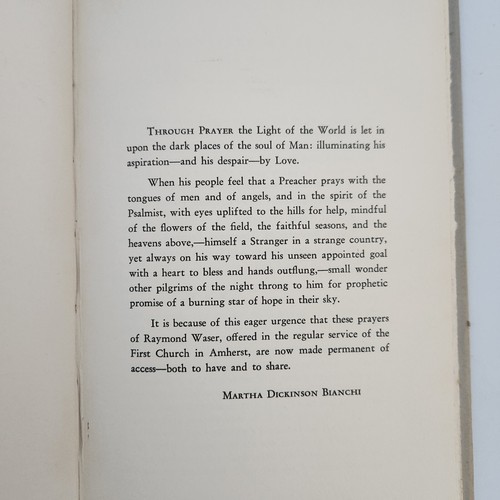 THROUGH PRAYER the Light of the World is let in
upon the dark places of the soul of Man: illuminating his
aspiration—and his despair—by Love.
When his people feel that a Preacher prays with the
tongues of men and of angels, and in the spirit of the
Psalmist, with eyes uplifted to the hills for help, mindful
of the flowers of the field, the faithful seasons, and the
heavens above,—himself a Stranger in a strange country,
yet always on his way toward his unseen appointed goal
with a heart to bless and hands outflung,—small wonder
other pilgrims of the night throng to him for prophetic
promise of a burning star of hope in their sky.
It is because of this eager urgence that these prayers
of Raymond Waser, offered in the regular service of the
First Church in Amherst, are now made permanent of
access—both to have and to share.
MARTHA DICKINSON BIANCHI